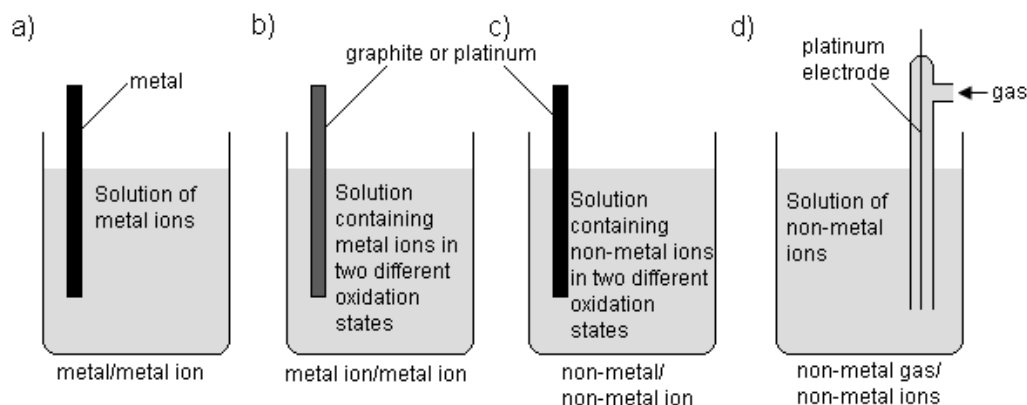 a)
metal
Solution of
metal ions
metal/metal ion
b)
graphite or platinum
Solution
containing
metal ions in
two different
oxidation
states
metal ion/metal ion
c)
Solution
containing
non-metal ions
in two different
oxidation
states
non-metal/
non-metal ion
d)
platinum
electrode
gas
Solution of
non-metal
ions
non-metal gas/
non-metal ions